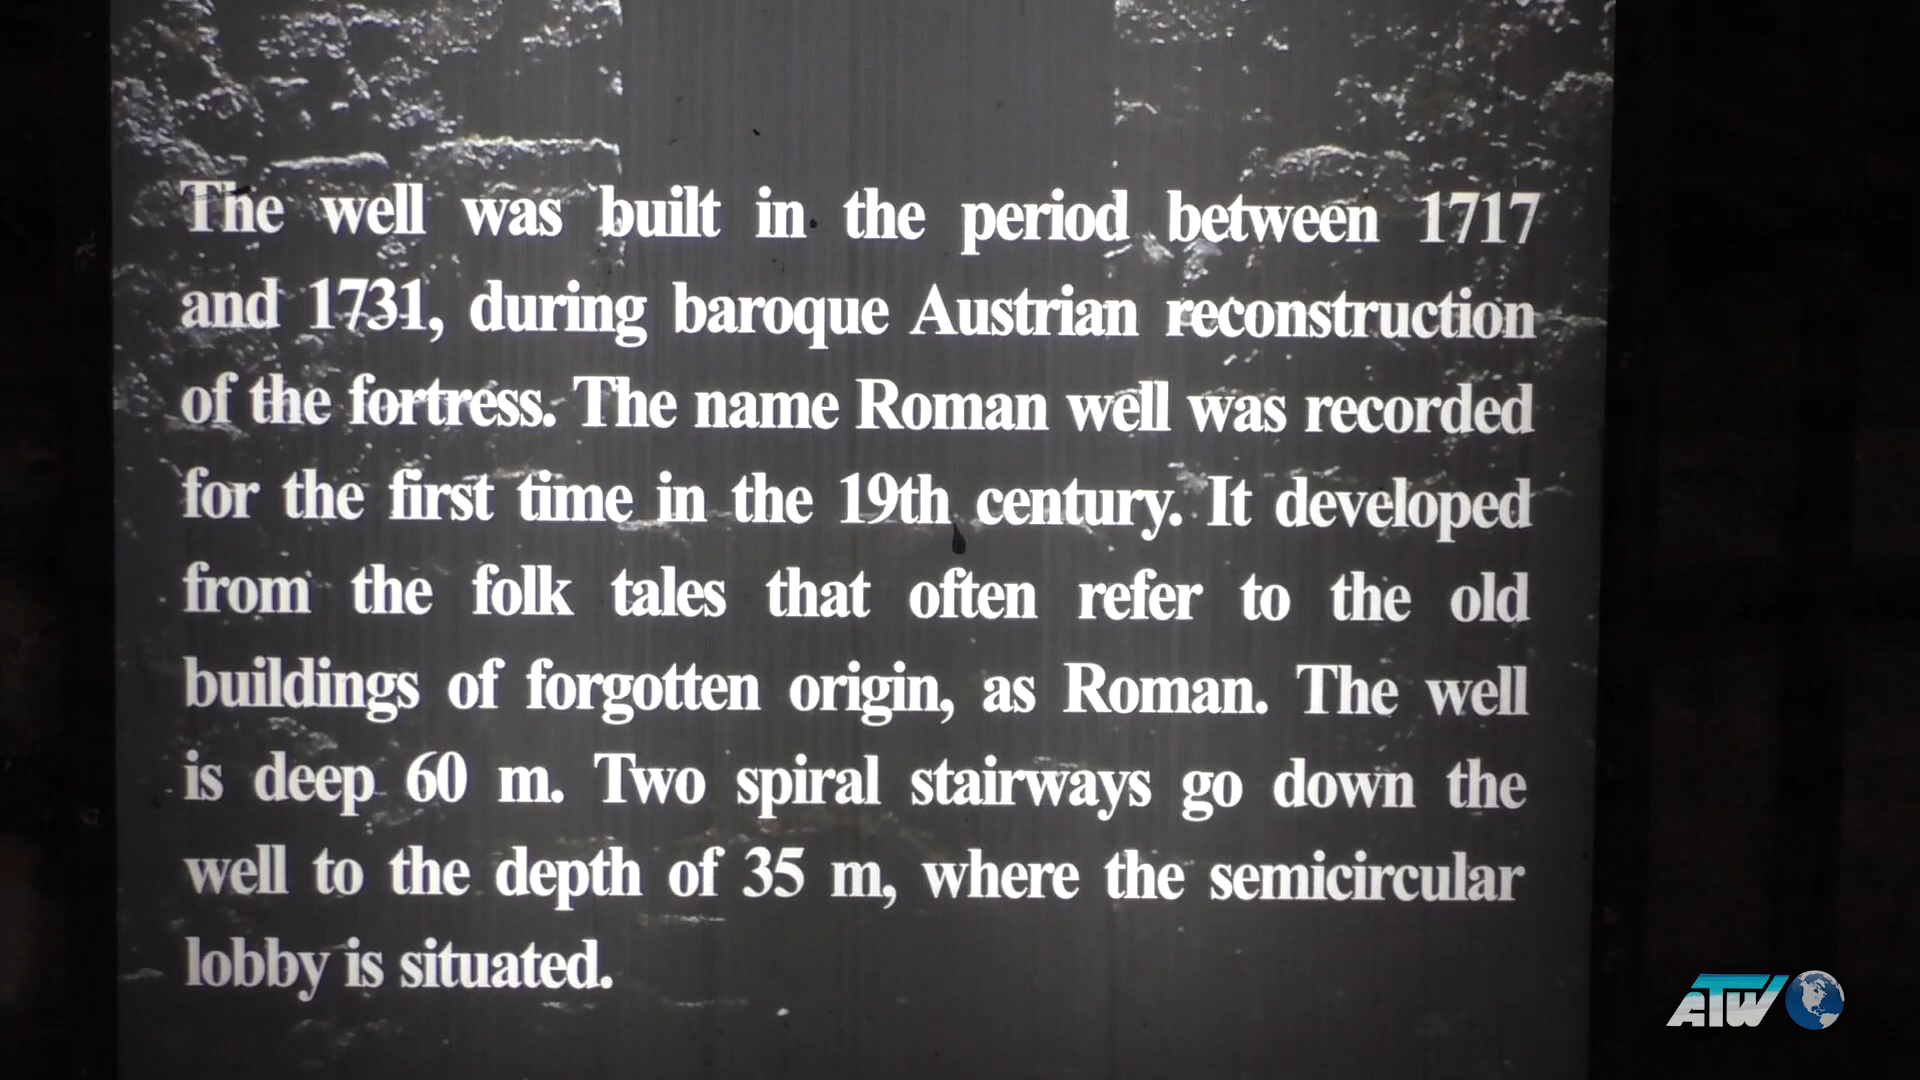 The well was built in the period between 1717
and 1731, during baroque Austrian reconstruction
of the fortress. The name Roman well was recorded
for the first time in the 19th century. It developed
from the folk tales that often refer to the old
buildings of forgotten origin, as Roman. The well
is deep 60 m. Two spiral stairways go down the
well to the depth of 35 m, where the semicircular
lobby is situated.
ATW